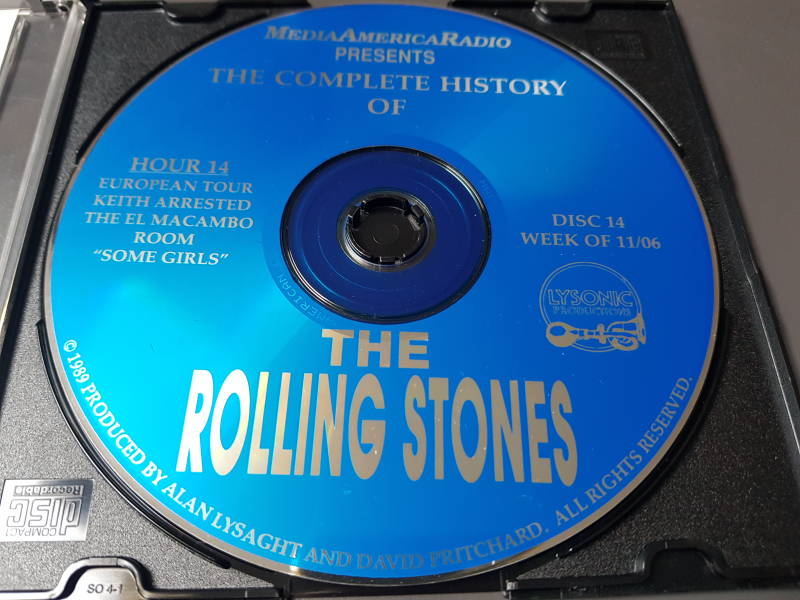 MEDIAAMERICARADIO
PRESENTS
THE COMPLETE HISTORY
OF
HOUR 14
EUROPEAN TOUR
KEITH ARRESTED
THE EL MACAMBO
ROOM
"SOME GIRLS"
DISC 14
WEEK OF 11/06
LYSONIC
PRODUCTIONS
THE
ROLLING STONES
© 1989 PRODUCED BY ALAN LYSAGHT AND DAVID PRITCHARD. ALL RIGHTS RESERVED.
AMERICAN
COMPACT
disc
Recordable
SO 4-1